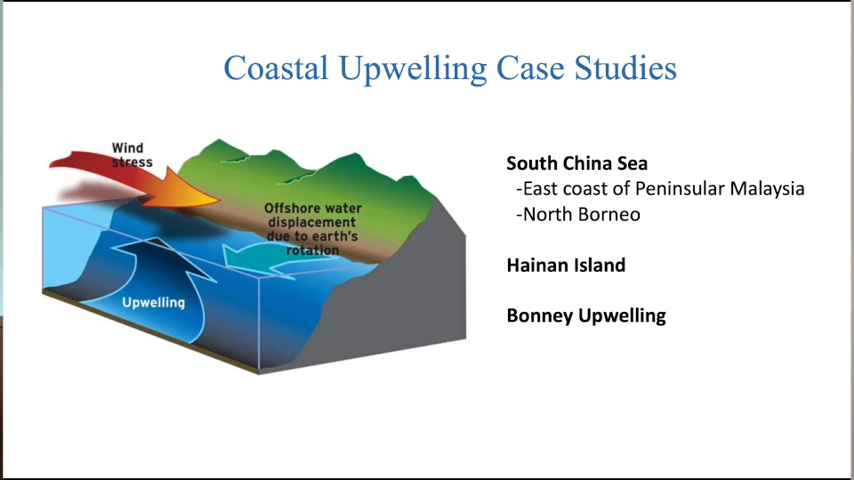 Coastal Upwelling Case Studies
Wind
stress
Offshore water
displacement
due to earth's
rotation
Upwelling
South China Sea
-East coast of Peninsular Malaysia
-North Borneo
Hainan Island
Bonney Upwelling